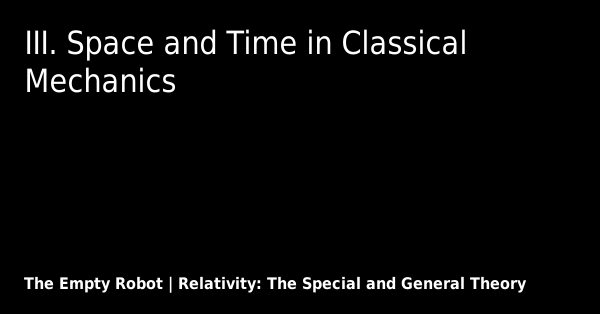 III. Space and Time in Classical
Mechanics
The Empty Robot | Relativity: The Special and General Theory